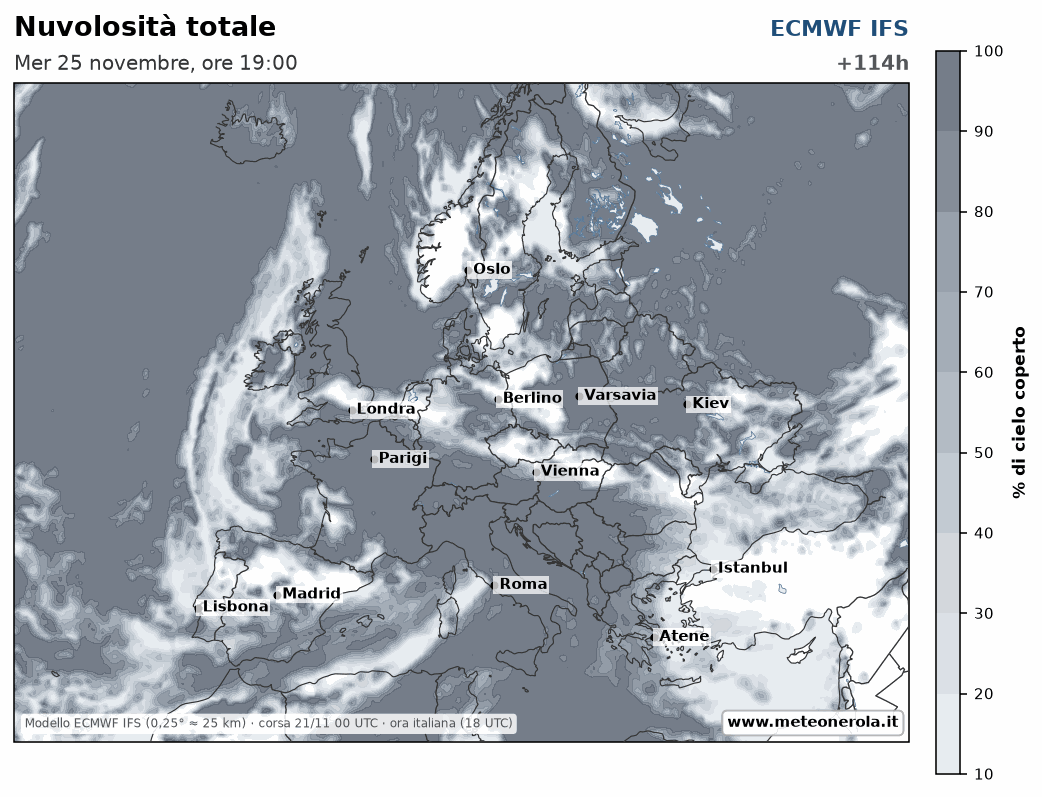 Nuvolosità totale
ECMWF IFS
Mer 25 novembre, ore 19:00
+114h
100
90
80
70
60
50
40
30
20
10
% di cielo coperto
Oslo
Berlino
Varsavia
Kiev
Londra
Parigi
Vienna
Istanbul
Roma
Madrid
Lisbona
Atene
Modello ECMWF IFS (0,25° ≈ 25 km) · corsa 21/11 00 UTC · ora italiana (18 UTC)
www.meteonerola.it